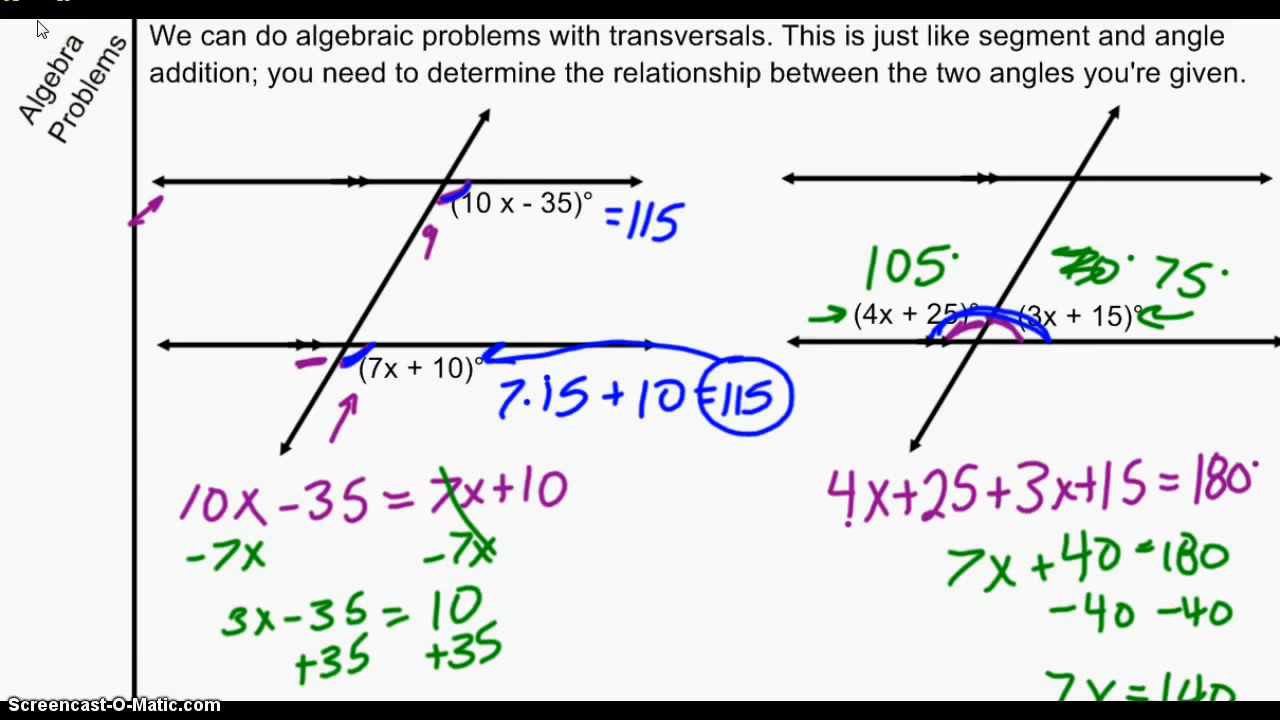 Algebra
Problems
We can do algebraic problems with transversals. This is just like segment and angle
addition; you need to determine the relationship between the two angles you're given.
(10 x - 35)° =115
(7x + 10)°
7.15 + 10 = 115
10x - 35 = 7x + 10
-7x -7x
3x - 35 = 10
+35 +35
105° 75°
(4x + 25)° (3x + 15)°
4x + 25 + 3x + 15 = 180°
7x + 40 = 180
-40 -40
7x = 140
Screencast-O-Matic.com